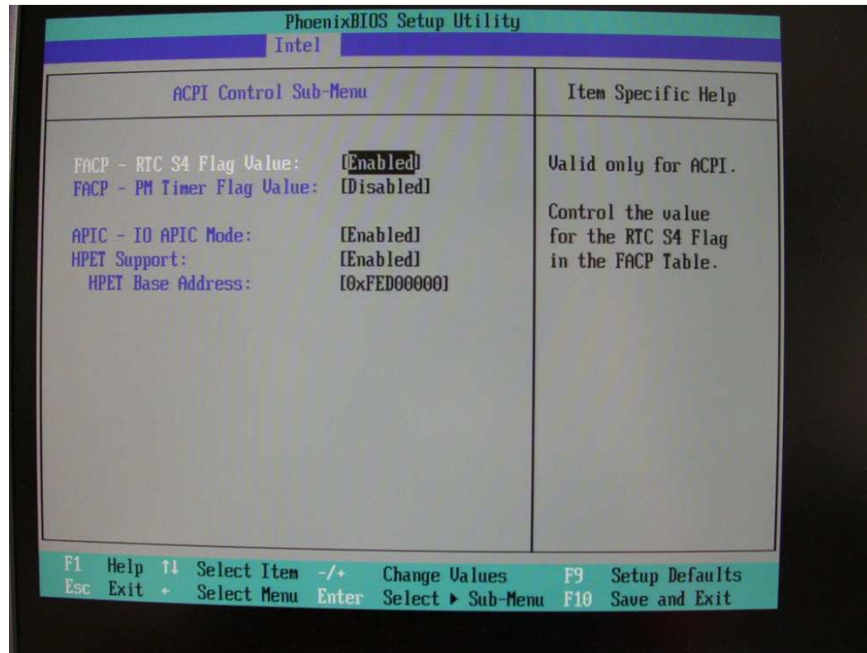 PhoenixBIOS Setup Utility
Intel
ACPI Control Sub-Menu
Item Specific Help
FACP - RTC S4 Flag Value: [Enabled]
FACP - PM Timer Flag Value: [Disabled]
APIC - IO APIC Mode: [Enabled]
HPET Support: [Enabled]
HPET Base Address: [0xFED00000]
Valid only for ACPI.
Control the value
for the RTC S4 Flag
in the FACP Table.
F1 Help ↑↓ Select Item -/+ Change Values F9 Setup Defaults
Esc Exit ← Select Menu Enter Select ▶ Sub-Menu F10 Save and Exit